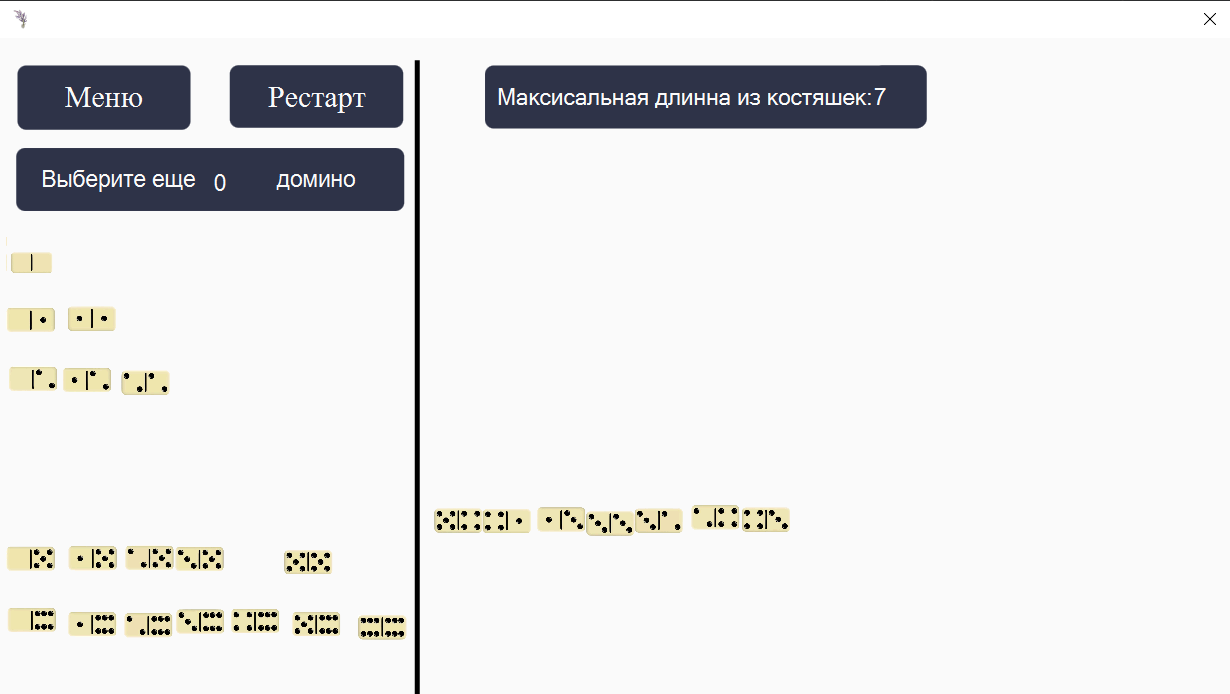 Меню
Рестарт
Максисальная длинна из костяшек:7
Выберите еще 0 домино